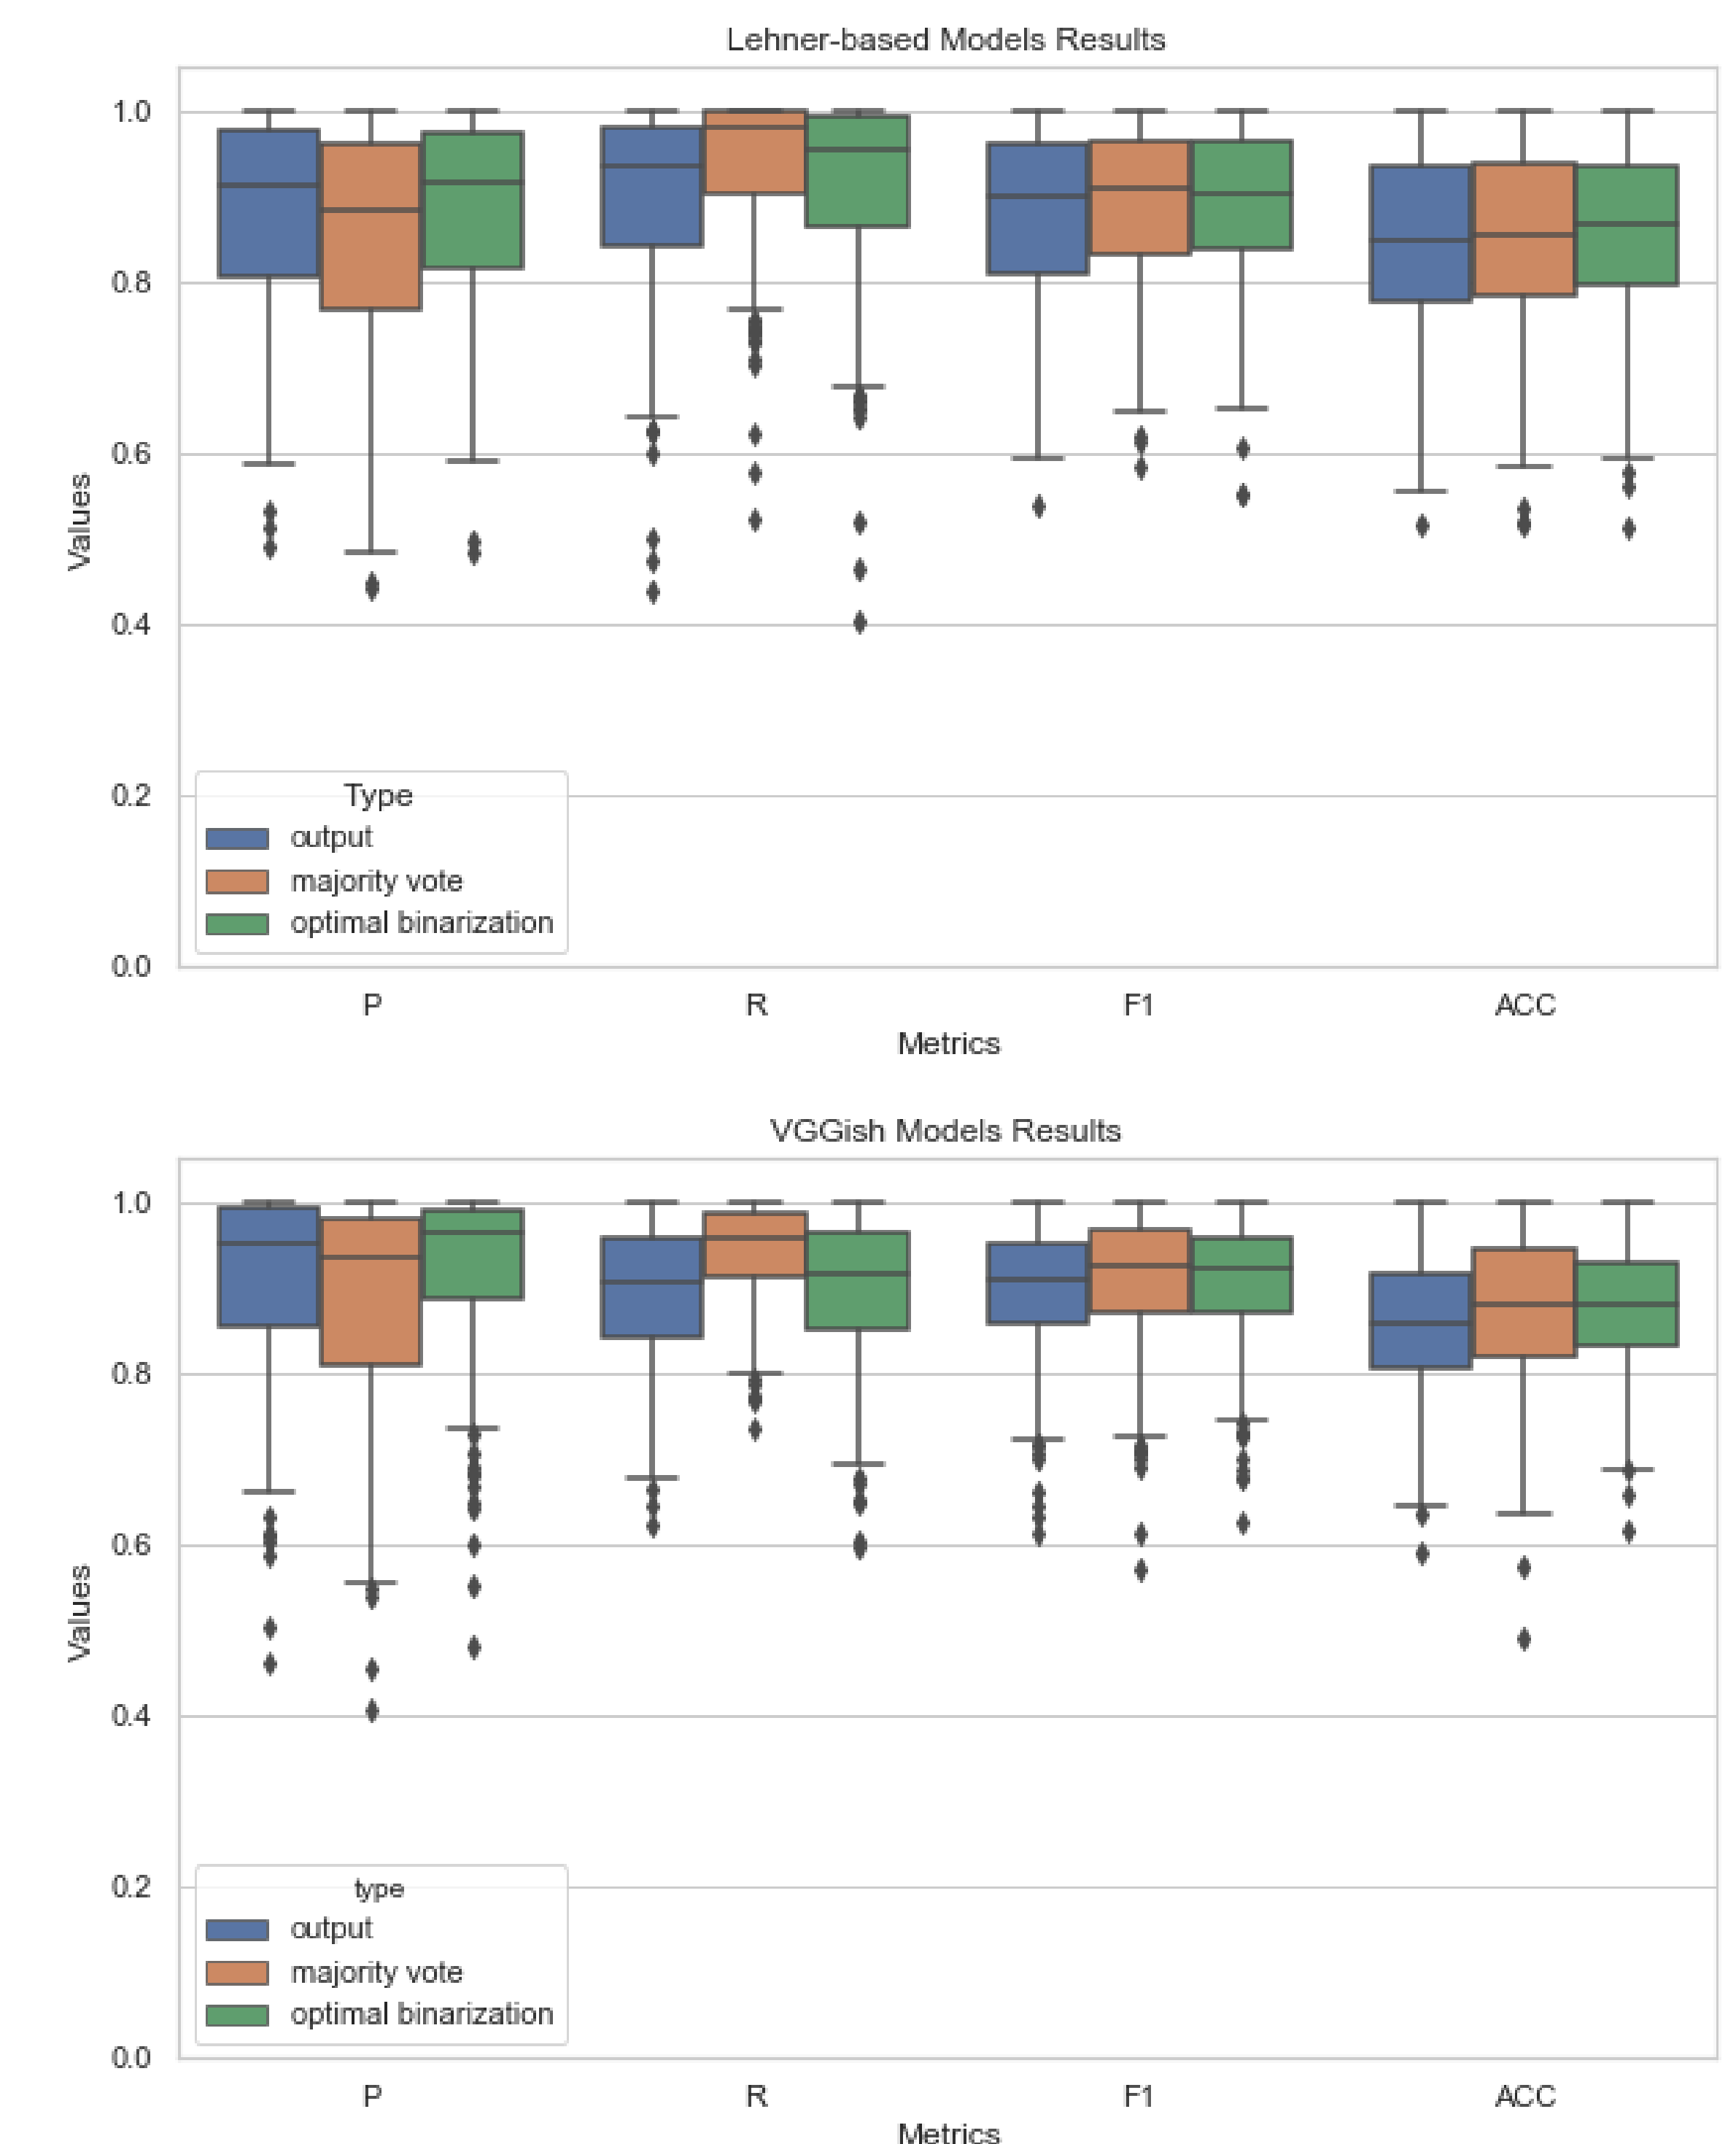 Lehner-based Models Results
1.0
0.8
0.6
0.4
0.2
0.0
Values
Type
output
majority vote
optimal binarization
P R F1 ACC
Metrics
VGGish Models Results
1.0
0.8
0.6
0.4
0.2
0.0
Values
type
output
majority vote
optimal binarization
P R F1 ACC
Metrics